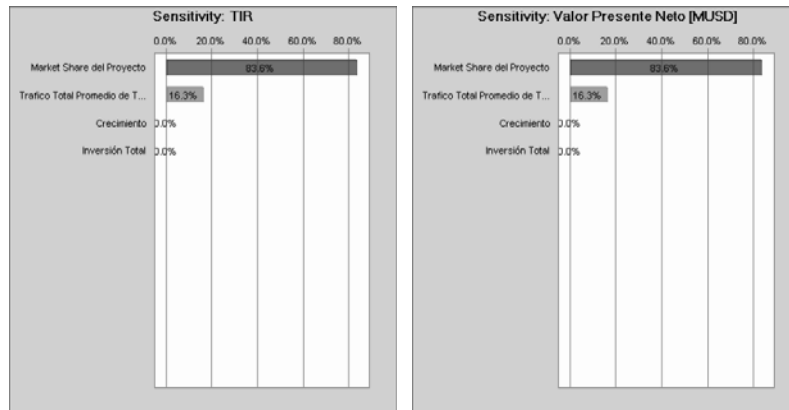 Sensitivity: TIR
0.0% 20.0% 40.0% 60.0% 80.0%
Market Share del Proyecto 83.6%
Trafico Total Promedio de T... 16.3%
Crecimiento 0.0%
Inversión Total 0.0%
Sensitivity: Valor Presente Neto [MUSD]
0.0% 20.0% 40.0% 60.0% 80.0%
Market Share del Proyecto 83.6%
Trafico Total Promedio de T... 16.3%
Crecimiento 0.0%
Inversión Total 0.0%